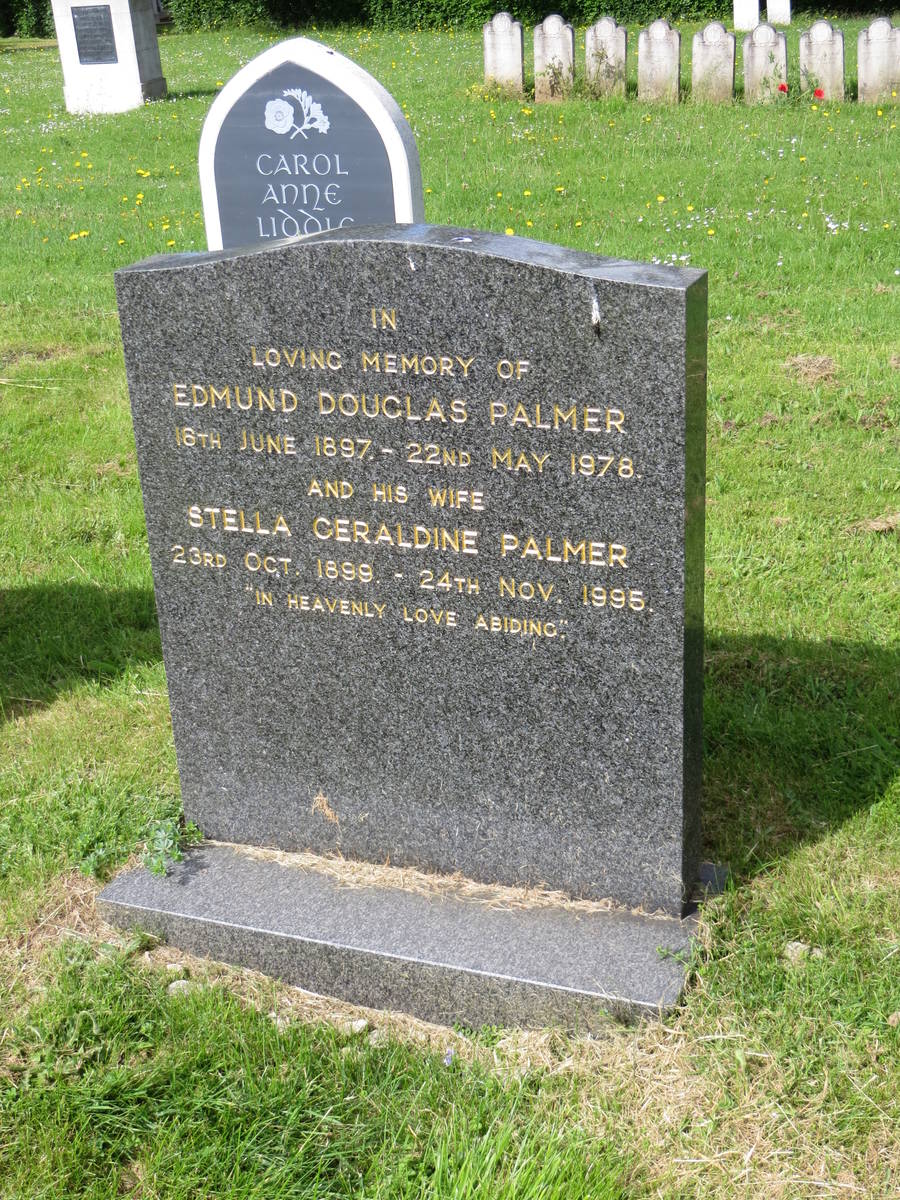 CAROL
ANNE
LIDDLE
IN
LOVING MEMORY OF
EDMUND DOUGLAS PALMER
16TH JUNE 1897. - 22ND MAY 1978.
AND HIS WIFE
STELLA GERALDINE PALMER
23RD OCT. 1899. - 24TH NOV. 1995.
"IN HEAVENLY LOVE ABIDING".